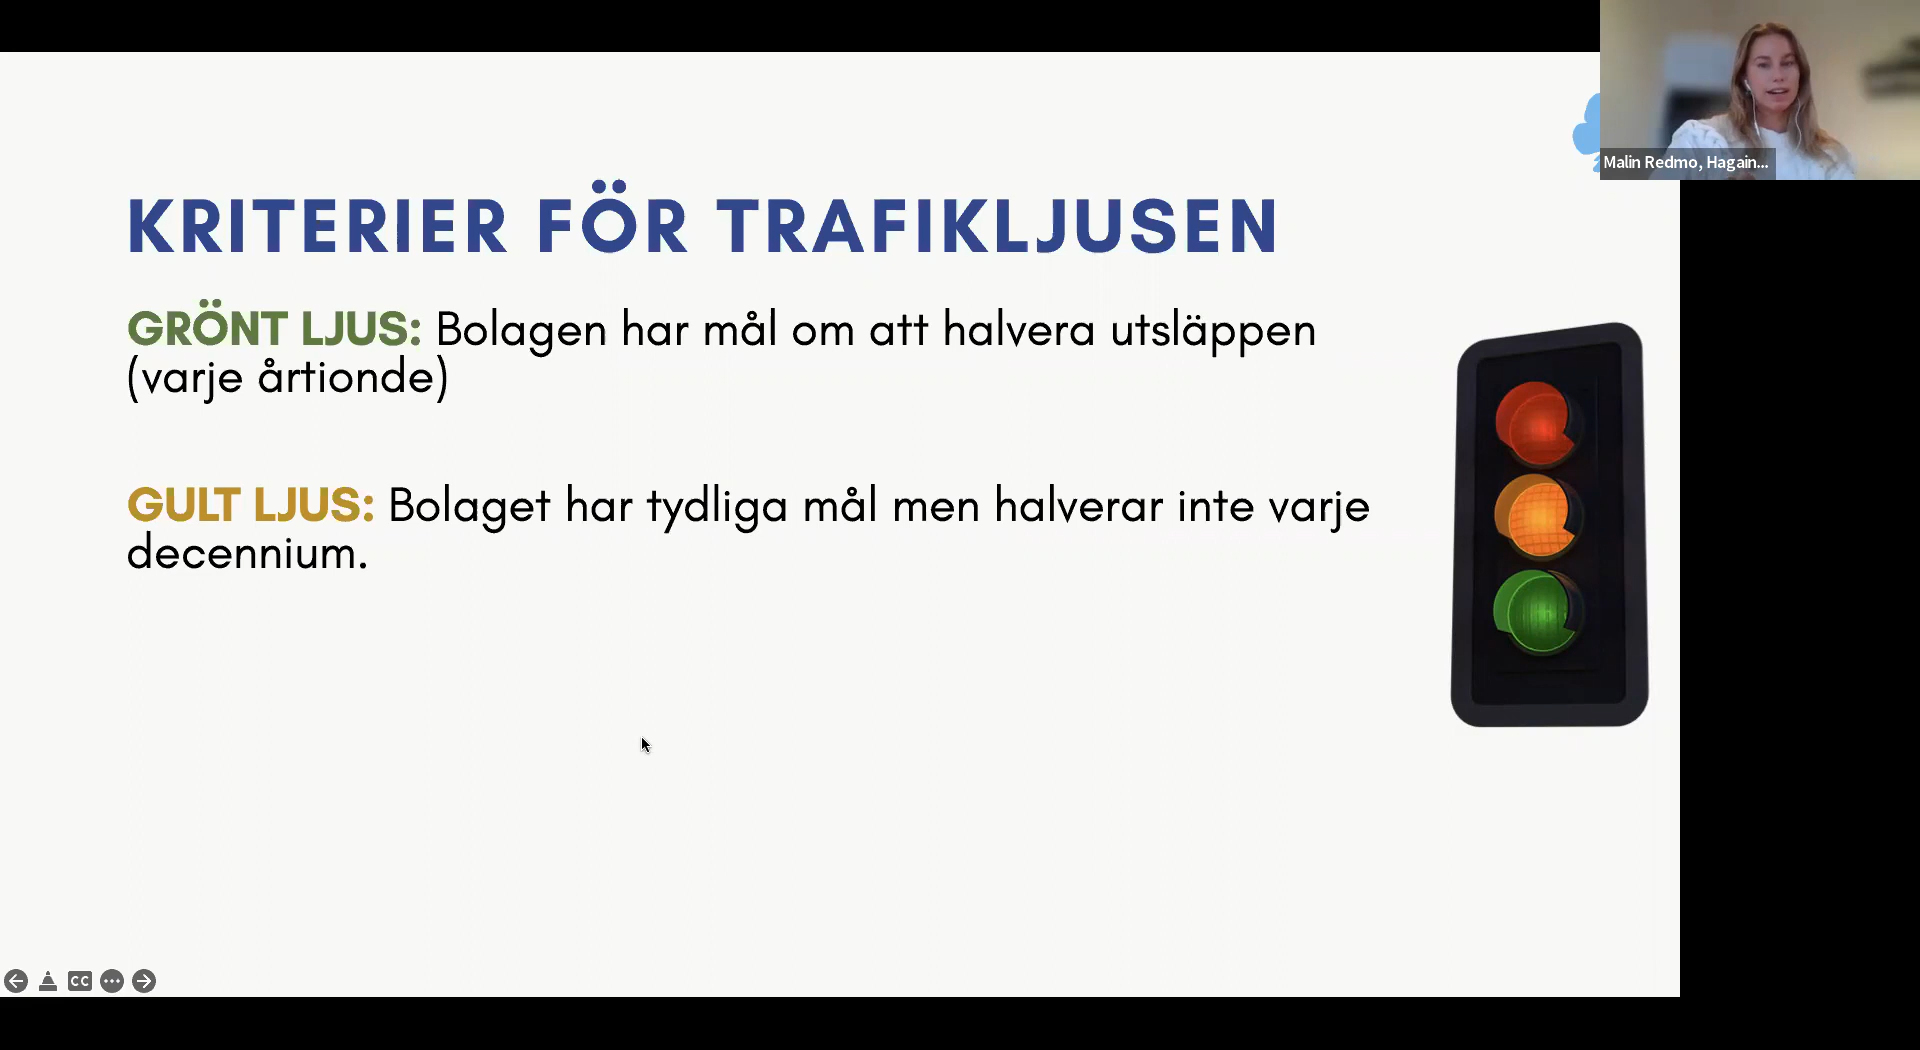 Malin Redmo, Hagain...
KRITERIER FÖR TRAFIKLJUSEN
GRÖNT LJUS: Bolagen har mål om att halvera utsläppen
(varje årtionde)
GULT LJUS: Bolaget har tydliga mål men halverar inte varje
decennium.
CC